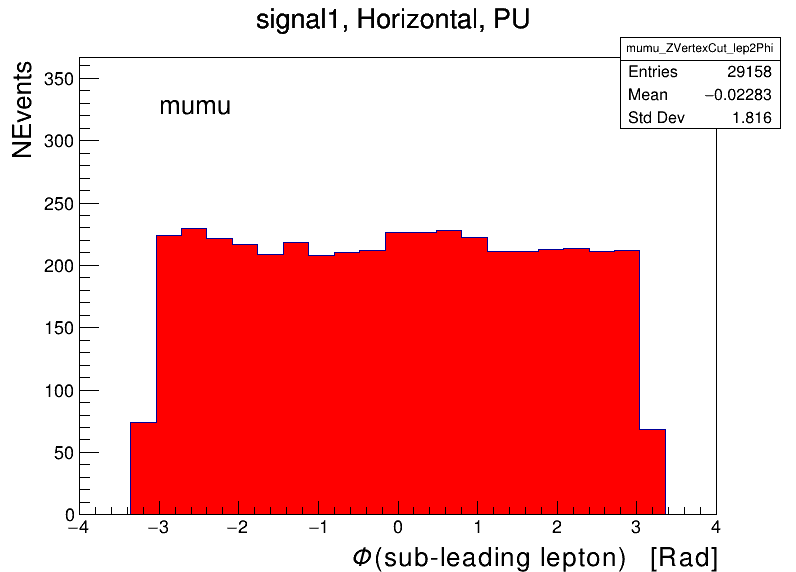 signal1, Horizontal, PU
mumu_ZVertexCut_lep2Phi
Entries 29158
Mean −0.02283
Std Dev 1.816
NEvents
350
300
250
200
150
100
50
0
mumu
−4 −3 −2 −1 0 1 2 3 4
Φ(sub-leading lepton) [Rad]